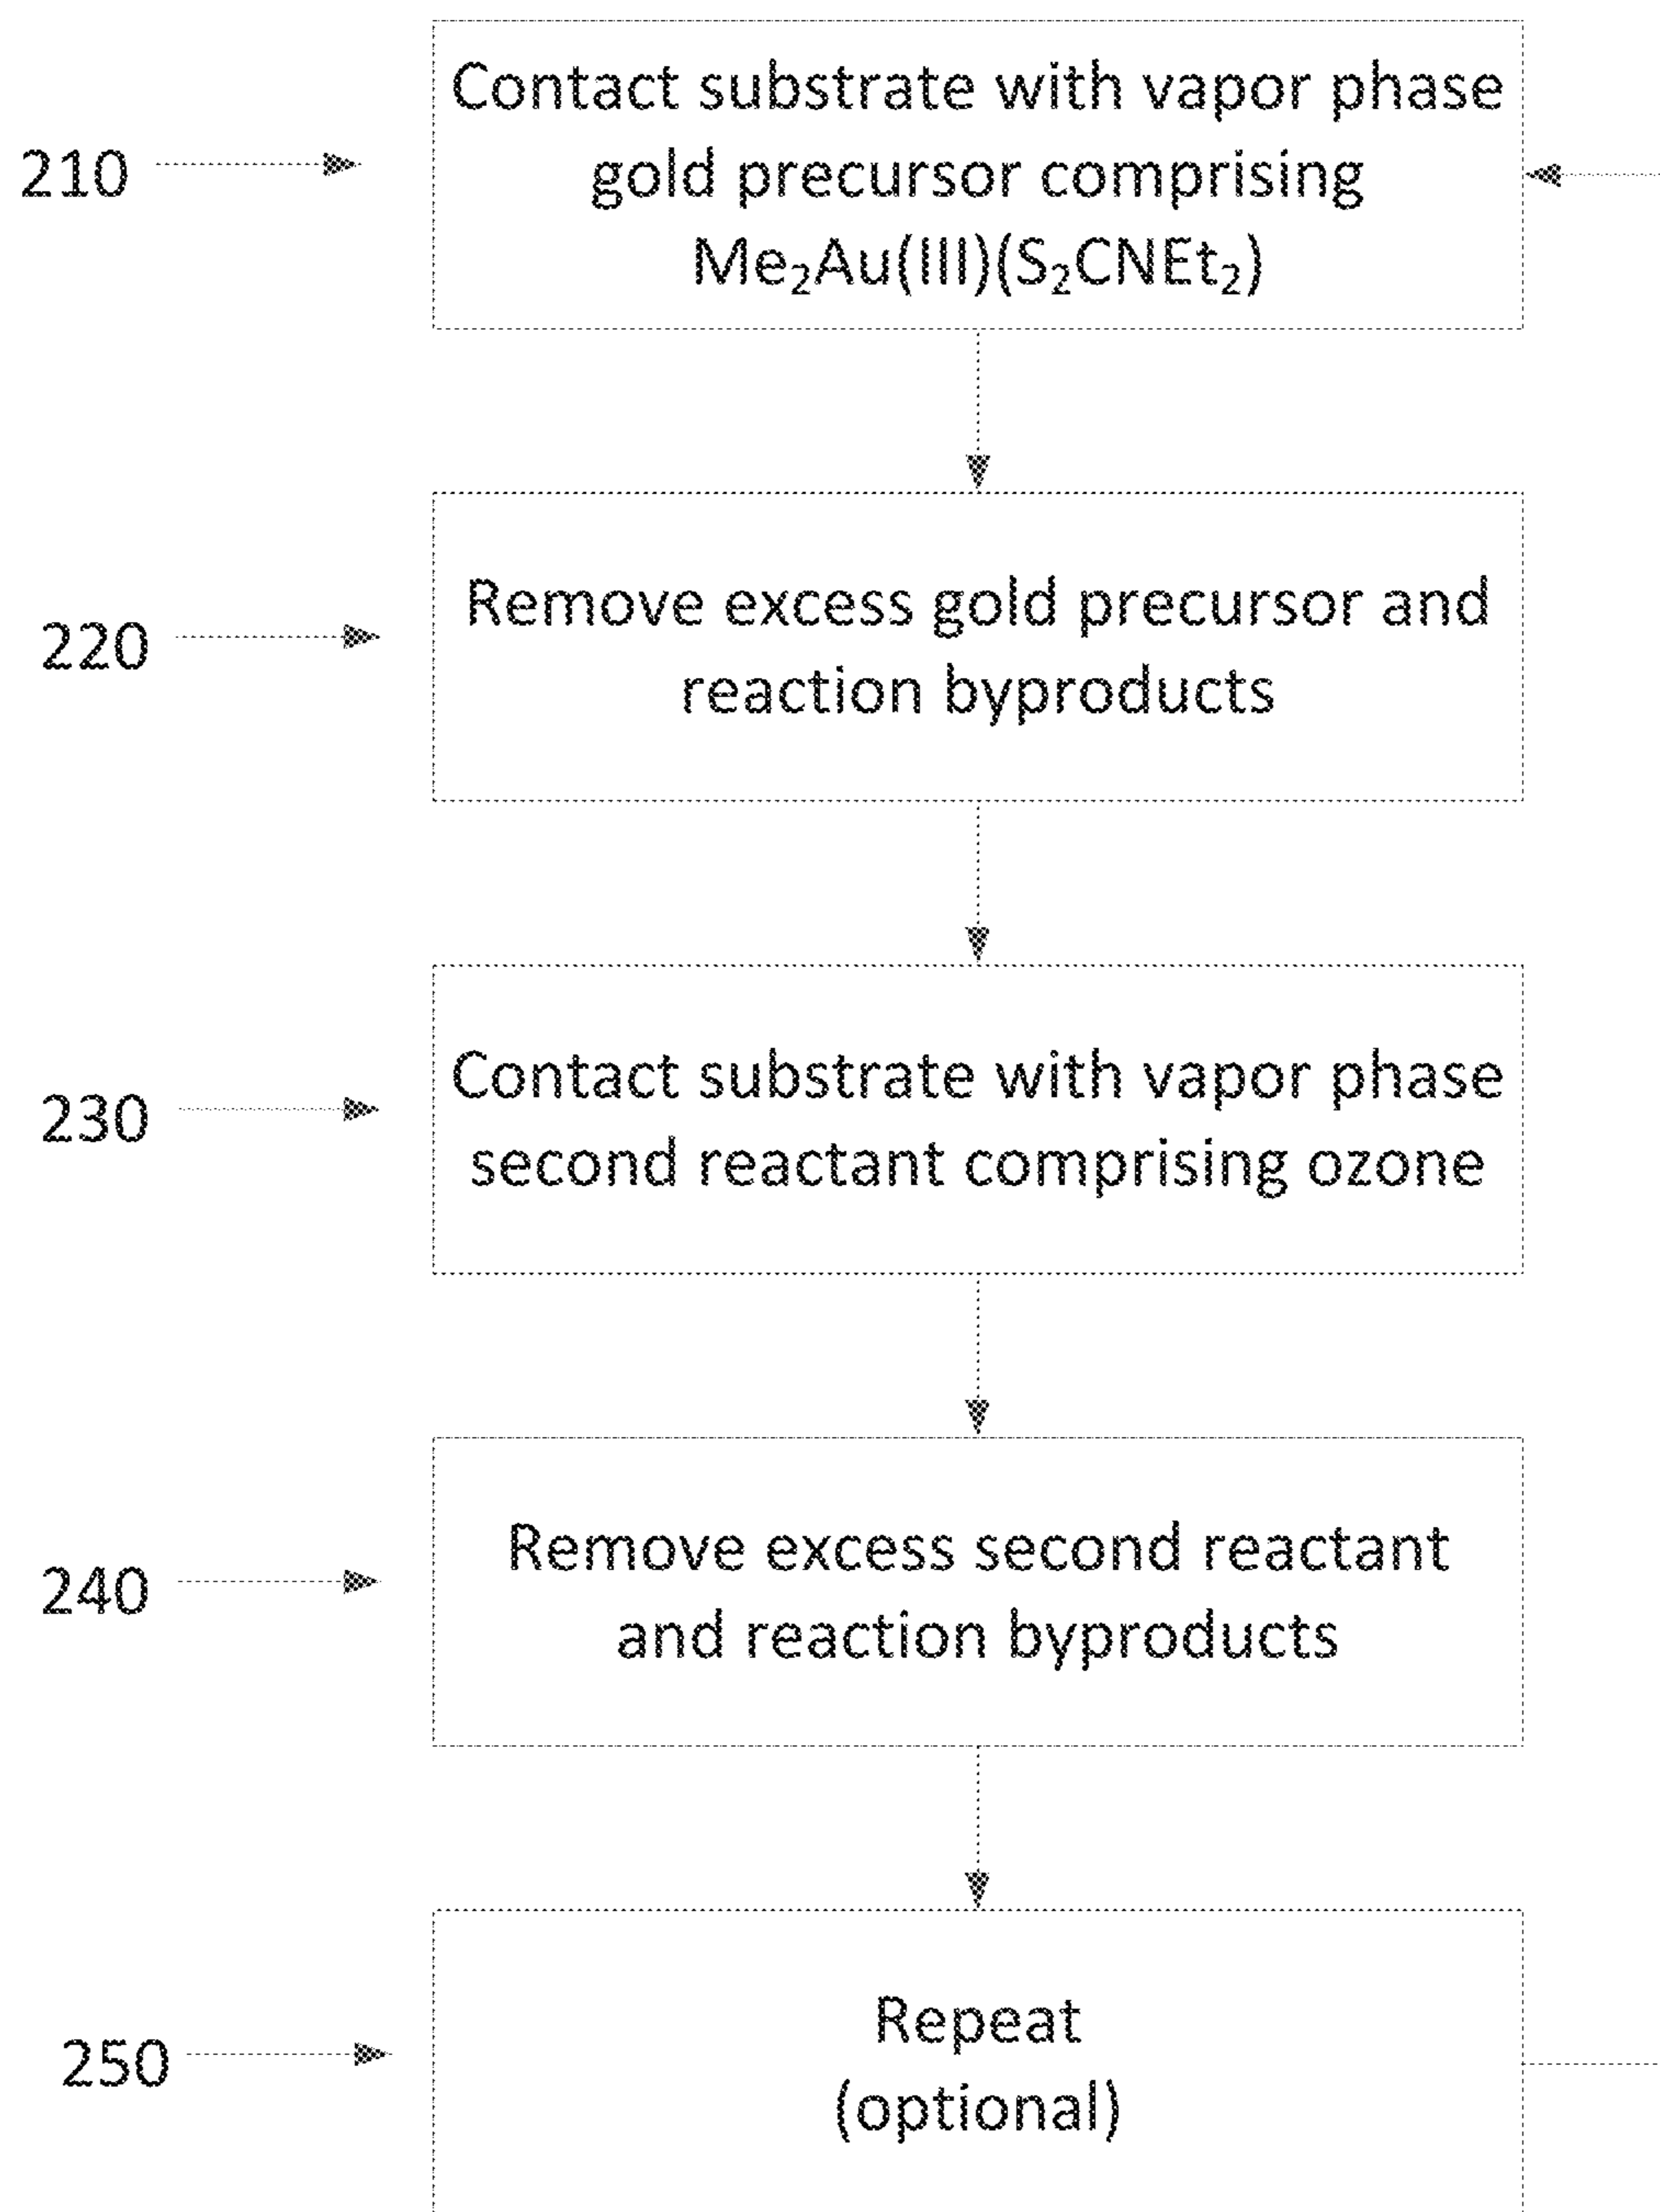 210
Contact substrate with vapor phase
gold precursor comprising
Me₂Au(III)(S₂CNEt₂)
220
Remove excess gold precursor and
reaction byproducts
230
Contact substrate with vapor phase
second reactant comprising ozone
240
Remove excess second reactant
and reaction byproducts
250
Repeat
(optional)